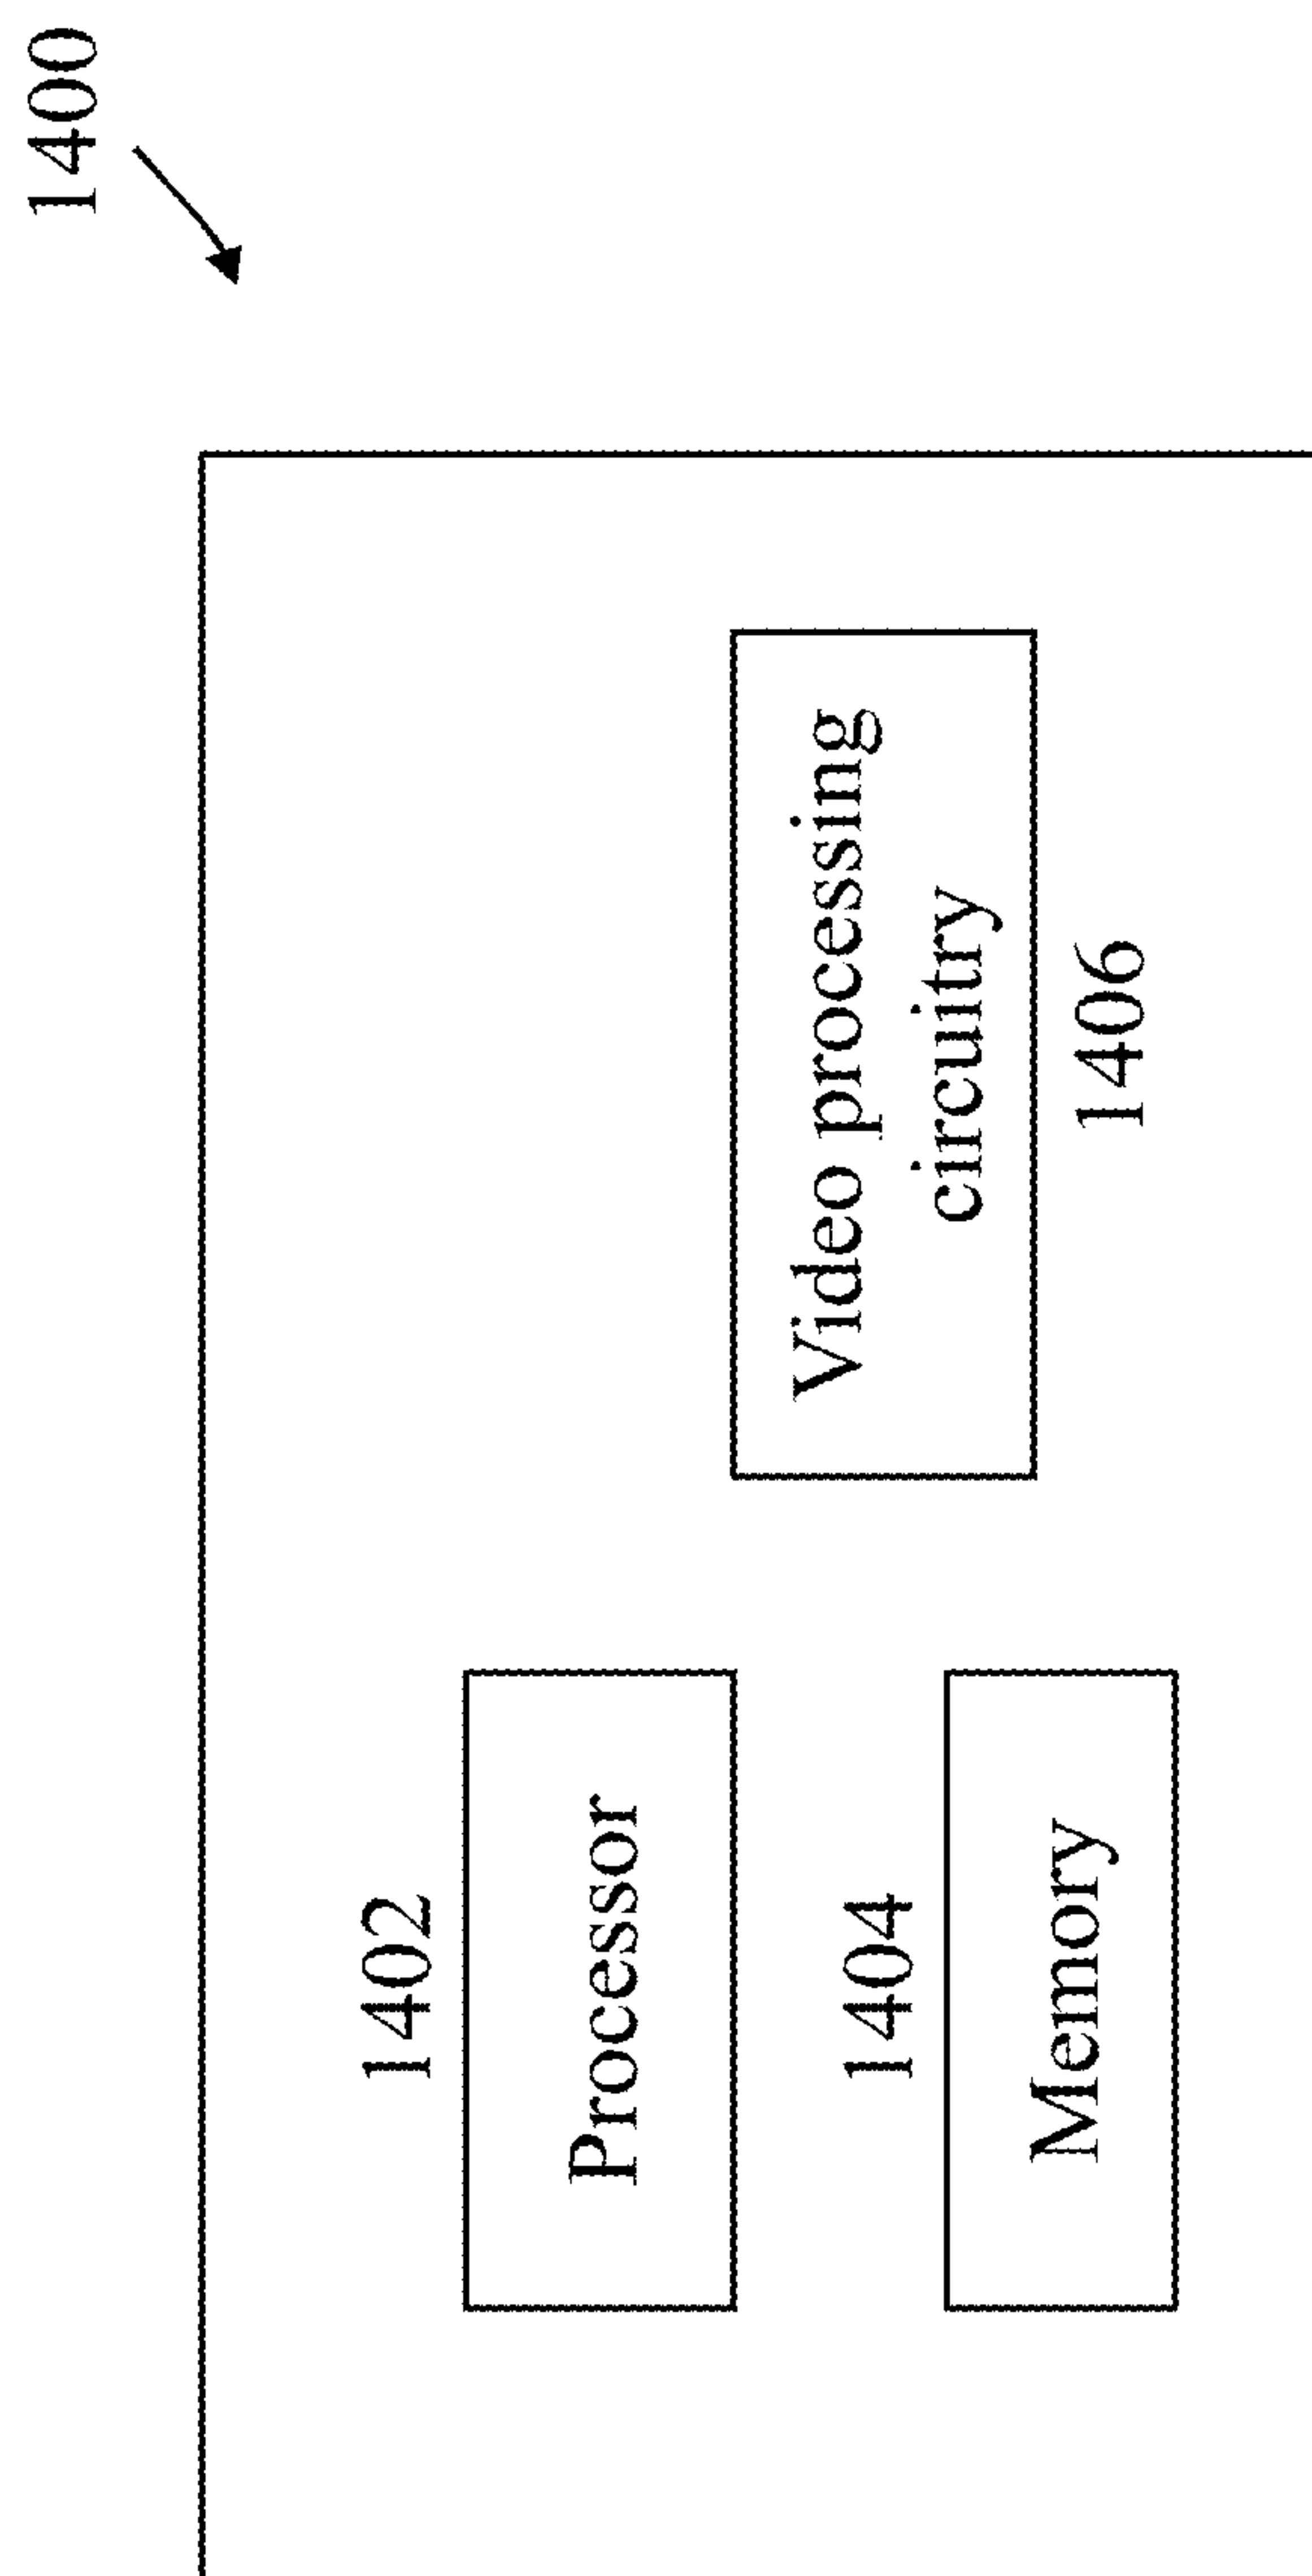 1400
1402
Processor
1404
Memory
Video processing
circuitry
1406